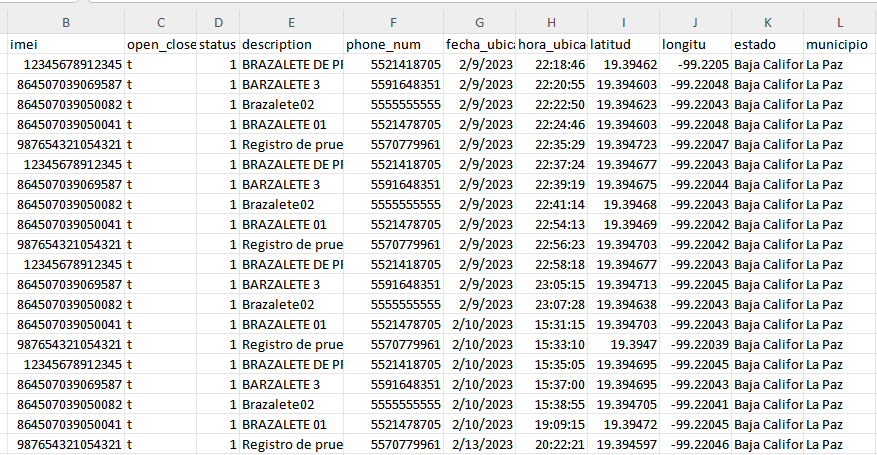 B C D E F G H I J K L
imei open_close status description phone_num fecha_ubica hora_ubica latitud longitu estado municipio
12345678912345 t 1 BRAZALETE DE PR 5521418705 2/9/2023 22:18:46 19.39462 -99.2205 Baja Califor La Paz
864507039069587 t 1 BARZALETE 3 5591648351 2/9/2023 22:20:55 19.394603 -99.22048 Baja Califor La Paz
864507039050082 t 1 Brazalete02 5555555555 2/9/2023 22:22:50 19.394623 -99.22043 Baja Califor La Paz
864507039050041 t 1 BRAZALETE 01 5521478705 2/9/2023 22:24:46 19.394603 -99.22048 Baja Califor La Paz
987654321054321 t 1 Registro de prue 5570779961 2/9/2023 22:35:29 19.394723 -99.22047 Baja Califor La Paz
12345678912345 t 1 BRAZALETE DE PR 5521418705 2/9/2023 22:37:24 19.394677 -99.22043 Baja Califor La Paz
864507039069587 t 1 BARZALETE 3 5591648351 2/9/2023 22:39:19 19.394675 -99.22044 Baja Califor La Paz
864507039050082 t 1 Brazalete02 5555555555 2/9/2023 22:41:14 19.39468 -99.22043 Baja Califor La Paz
864507039050041 t 1 BRAZALETE 01 5521478705 2/9/2023 22:54:13 19.39469 -99.22042 Baja Califor La Paz
987654321054321 t 1 Registro de prue 5570779961 2/9/2023 22:56:23 19.394703 -99.22042 Baja Califor La Paz
12345678912345 t 1 BRAZALETE DE PR 5521418705 2/9/2023 22:58:18 19.394677 -99.22043 Baja Califor La Paz
864507039069587 t 1 BARZALETE 3 5591648351 2/9/2023 23:05:15 19.394713 -99.22045 Baja Califor La Paz
864507039050082 t 1 Brazalete02 5555555555 2/9/2023 23:07:28 19.394638 -99.22043 Baja Califor La Paz
864507039050041 t 1 BRAZALETE 01 5521478705 2/10/2023 15:31:15 19.394703 -99.22043 Baja Califor La Paz
987654321054321 t 1 Registro de prue 5570779961 2/10/2023 15:33:10 19.3947 -99.22039 Baja Califor La Paz
12345678912345 t 1 BRAZALETE DE PR 5521418705 2/10/2023 15:35:05 19.394695 -99.22045 Baja Califor La Paz
864507039069587 t 1 BARZALETE 3 5591648351 2/10/2023 15:37:00 19.394695 -99.22043 Baja Califor La Paz
864507039050082 t 1 Brazalete02 5555555555 2/10/2023 15:38:55 19.394705 -99.22041 Baja Califor La Paz
864507039050041 t 1 BRAZALETE 01 5521478705 2/10/2023 19:09:15 19.39472 -99.22045 Baja Califor La Paz
987654321054321 t 1 Registro de prue 5570779961 2/13/2023 20:22:21 19.394597 -99.22046 Baja Califor La Paz